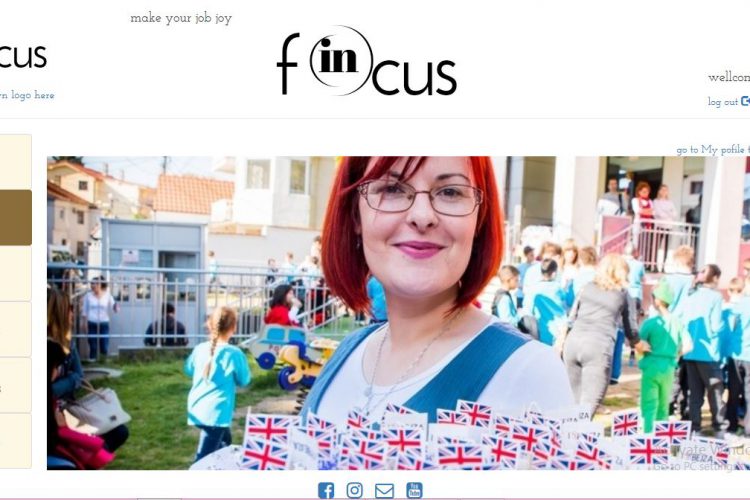 make your job joy
f in cus
cus
n logo here
wellcom
log out
go to My pofile t
Activate Windo
Go to PC settings
You
Tube